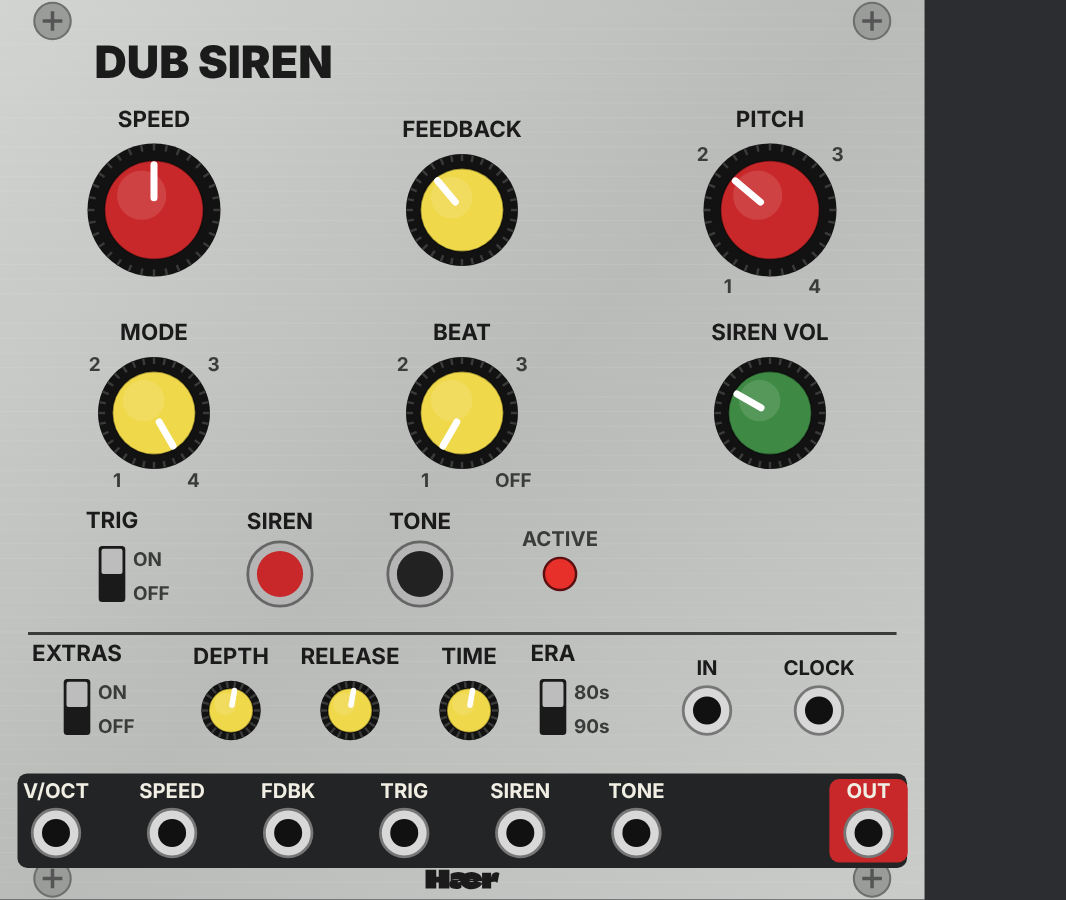 DUB SIREN
SPEED
FEEDBACK
PITCH
2 3
1 4
MODE
BEAT
SIREN VOL
2 3
2 3
1 4
1 OFF
TRIG
SIREN
TONE
ACTIVE
ON
OFF
EXTRAS
DEPTH
RELEASE
TIME
ERA
IN
CLOCK
ON
OFF
80s
90s
V/OCT
SPEED
FDBK
TRIG
SIREN
TONE
OUT
Hær